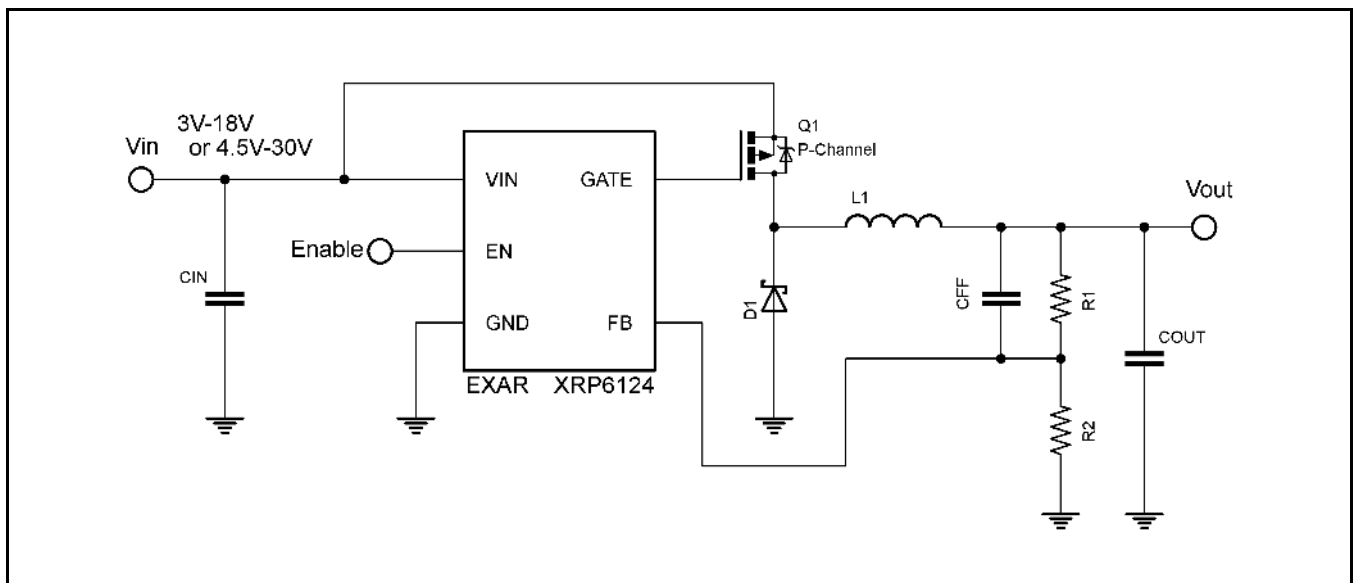 3V-18V
or 4.5V-30V
Vin
Q1
P-Channel
VIN
GATE
L1
Vout
Enable
EN
CIN
D1
CFF
R1
GND
FB
COUT
EXAR XRP6124
R2